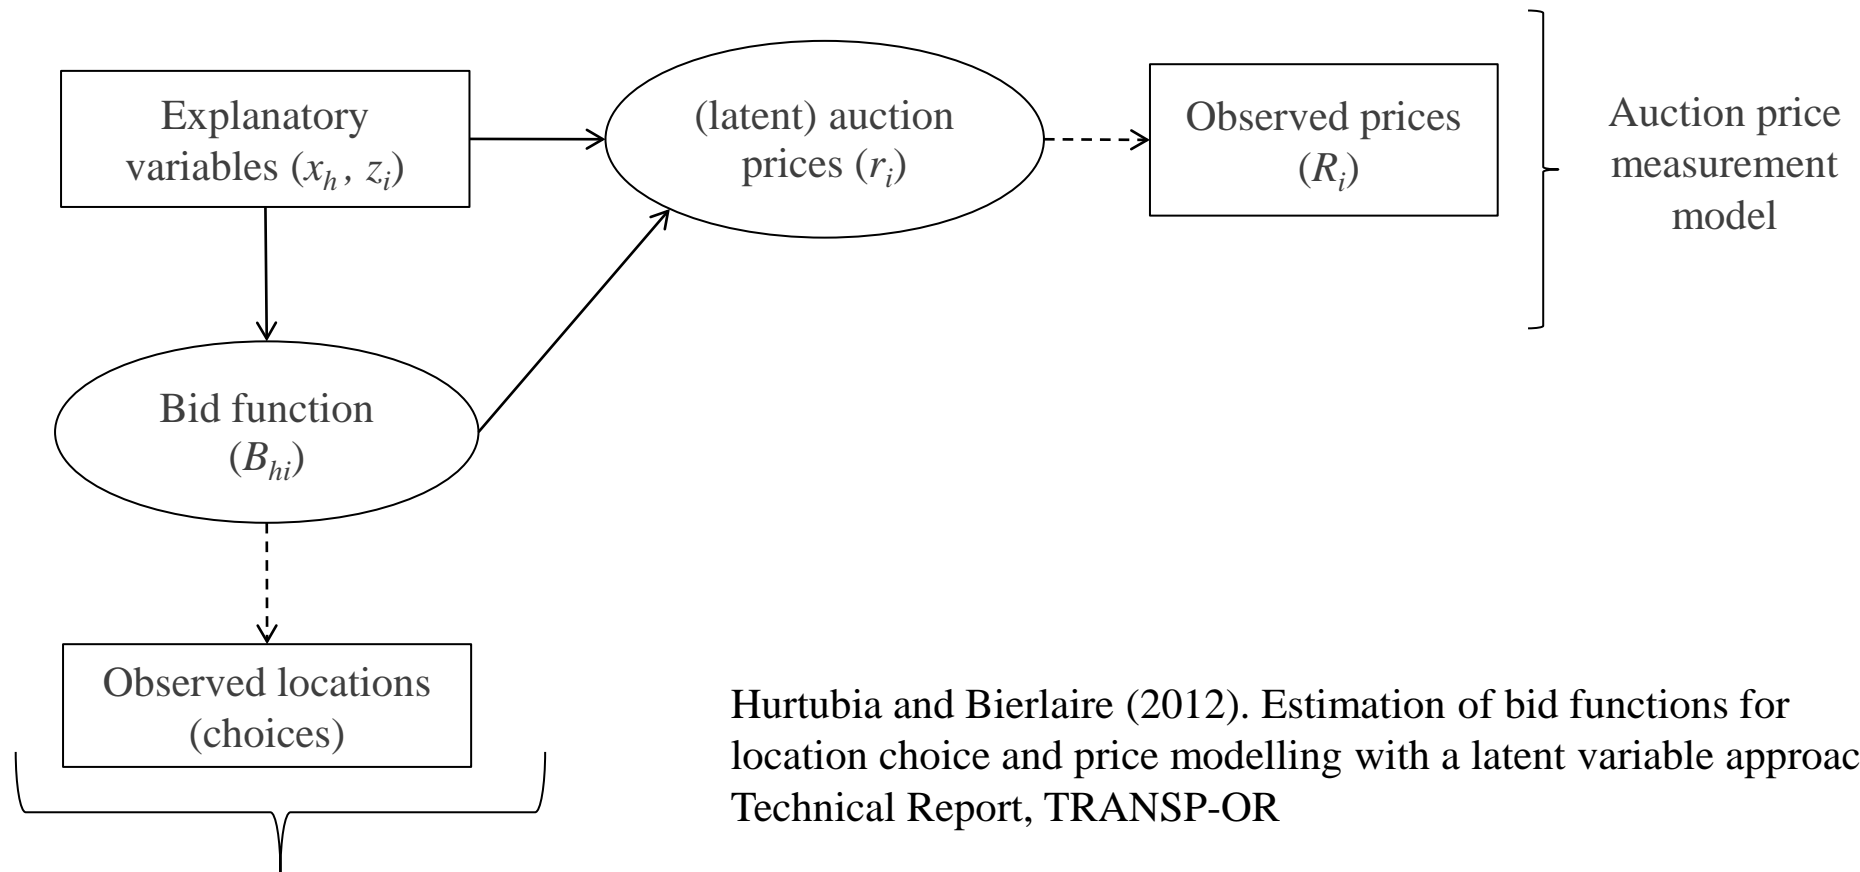 Explanatory
variables (x_h, z_i)
(latent) auction
prices (r_i)
Observed prices
(R_i)
Auction price
measurement
model
Bid function
(B_hi)
Observed locations
(choices)
Hurtubia and Bierlaire (2012). Estimation of bid functions for
location choice and price modelling with a latent variable approac
Technical Report, TRANSP-OR